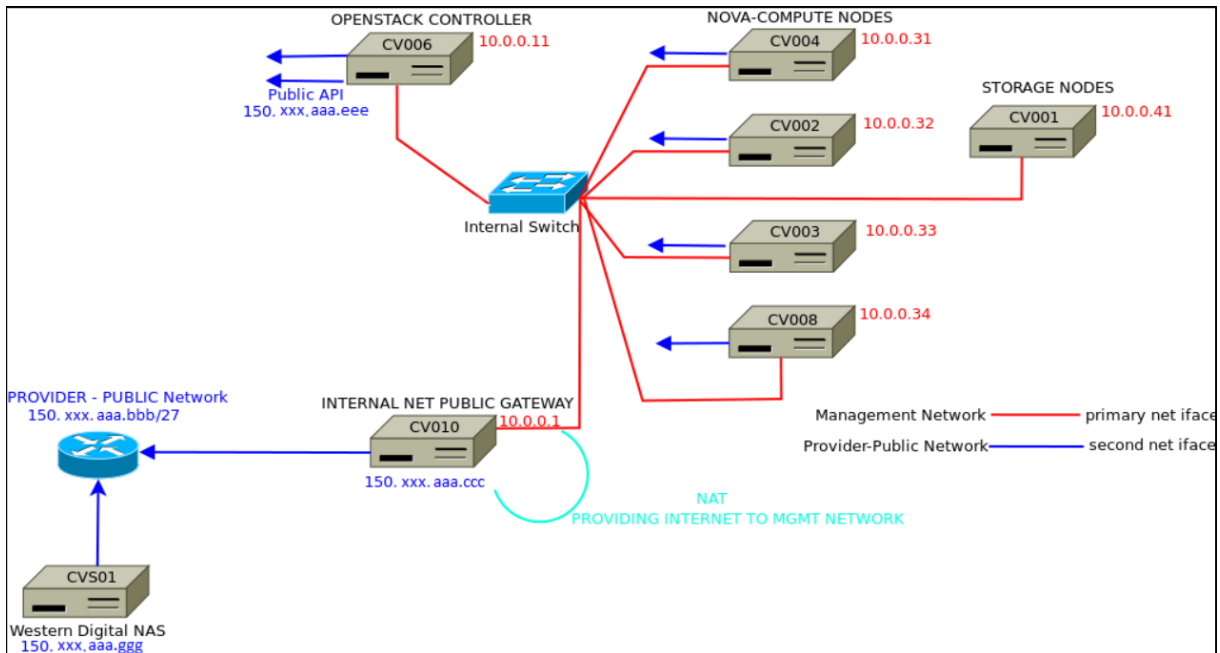 OPENSTACK CONTROLLER
CV006
10.0.0.11
Public API
150. xxx.aaa.eee
NOVA-COMPUTE NODES
CV004
10.0.0.31
CV002
10.0.0.32
STORAGE NODES
CV001
10.0.0.41
Internal Switch
CV003
10.0.0.33
CV008
10.0.0.34
PROVIDER - PUBLIC Network
150. xxx.aaa.bbb/27
INTERNAL NET PUBLIC GATEWAY
CV010
10.0.0.1
150. xxx.aaa.ccc
Management Network
primary net iface
Provider-Public Network
second net iface
NAT
PROVIDING INTERNET TO MGMT NETWORK
CVS01
Western Digital NAS
150. xxx.aaa.ggg